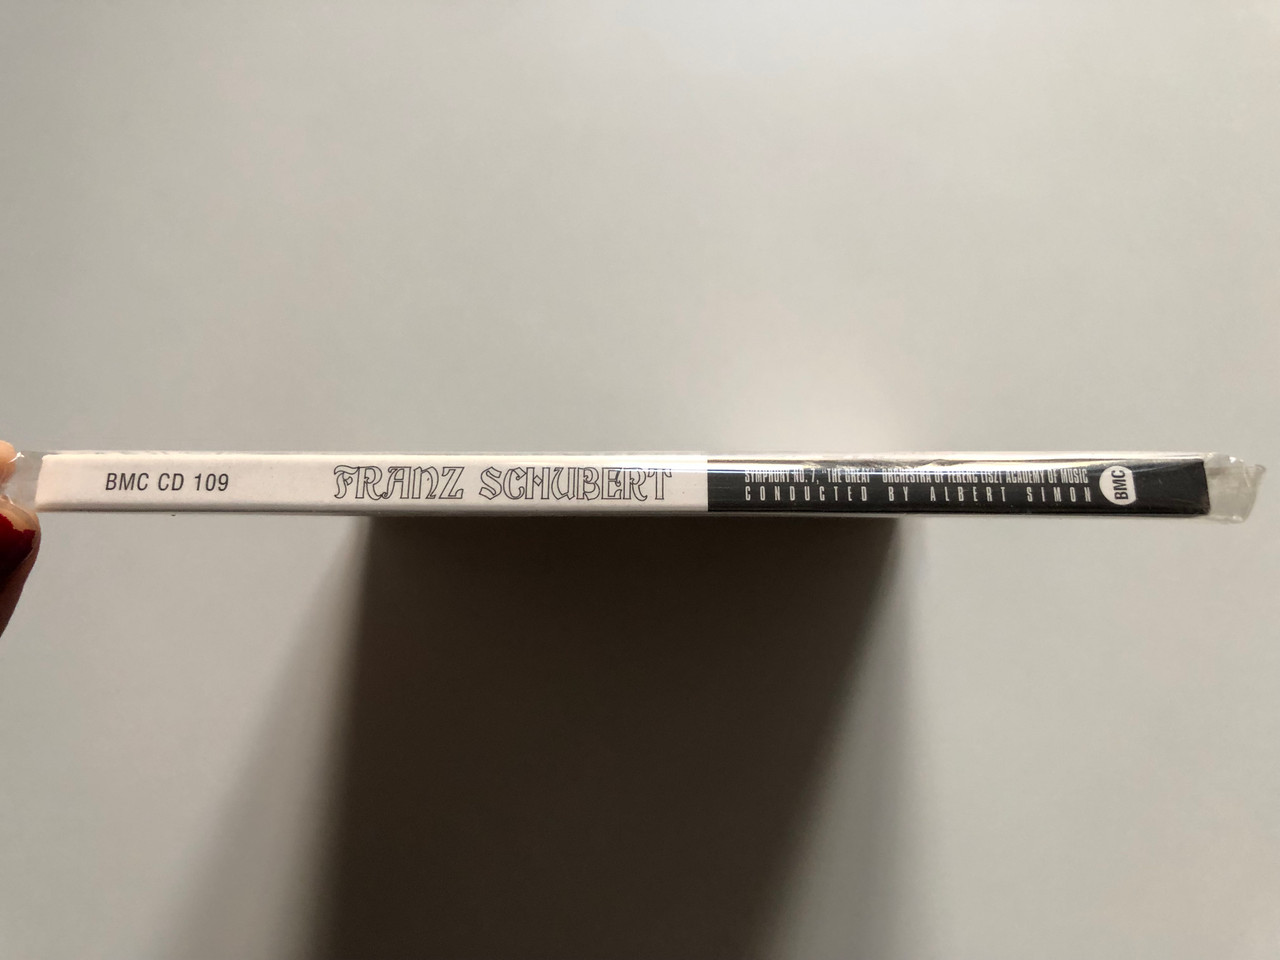 BMC CD 109
FRANZ SCHUBERT
SYMPHONY NO. 7, "THE GREAT" ORCHESTRA OF FERENC LISZT ACADEMY OF MUSIC
CONDUCTED BY ALBERT SIMON
BMC